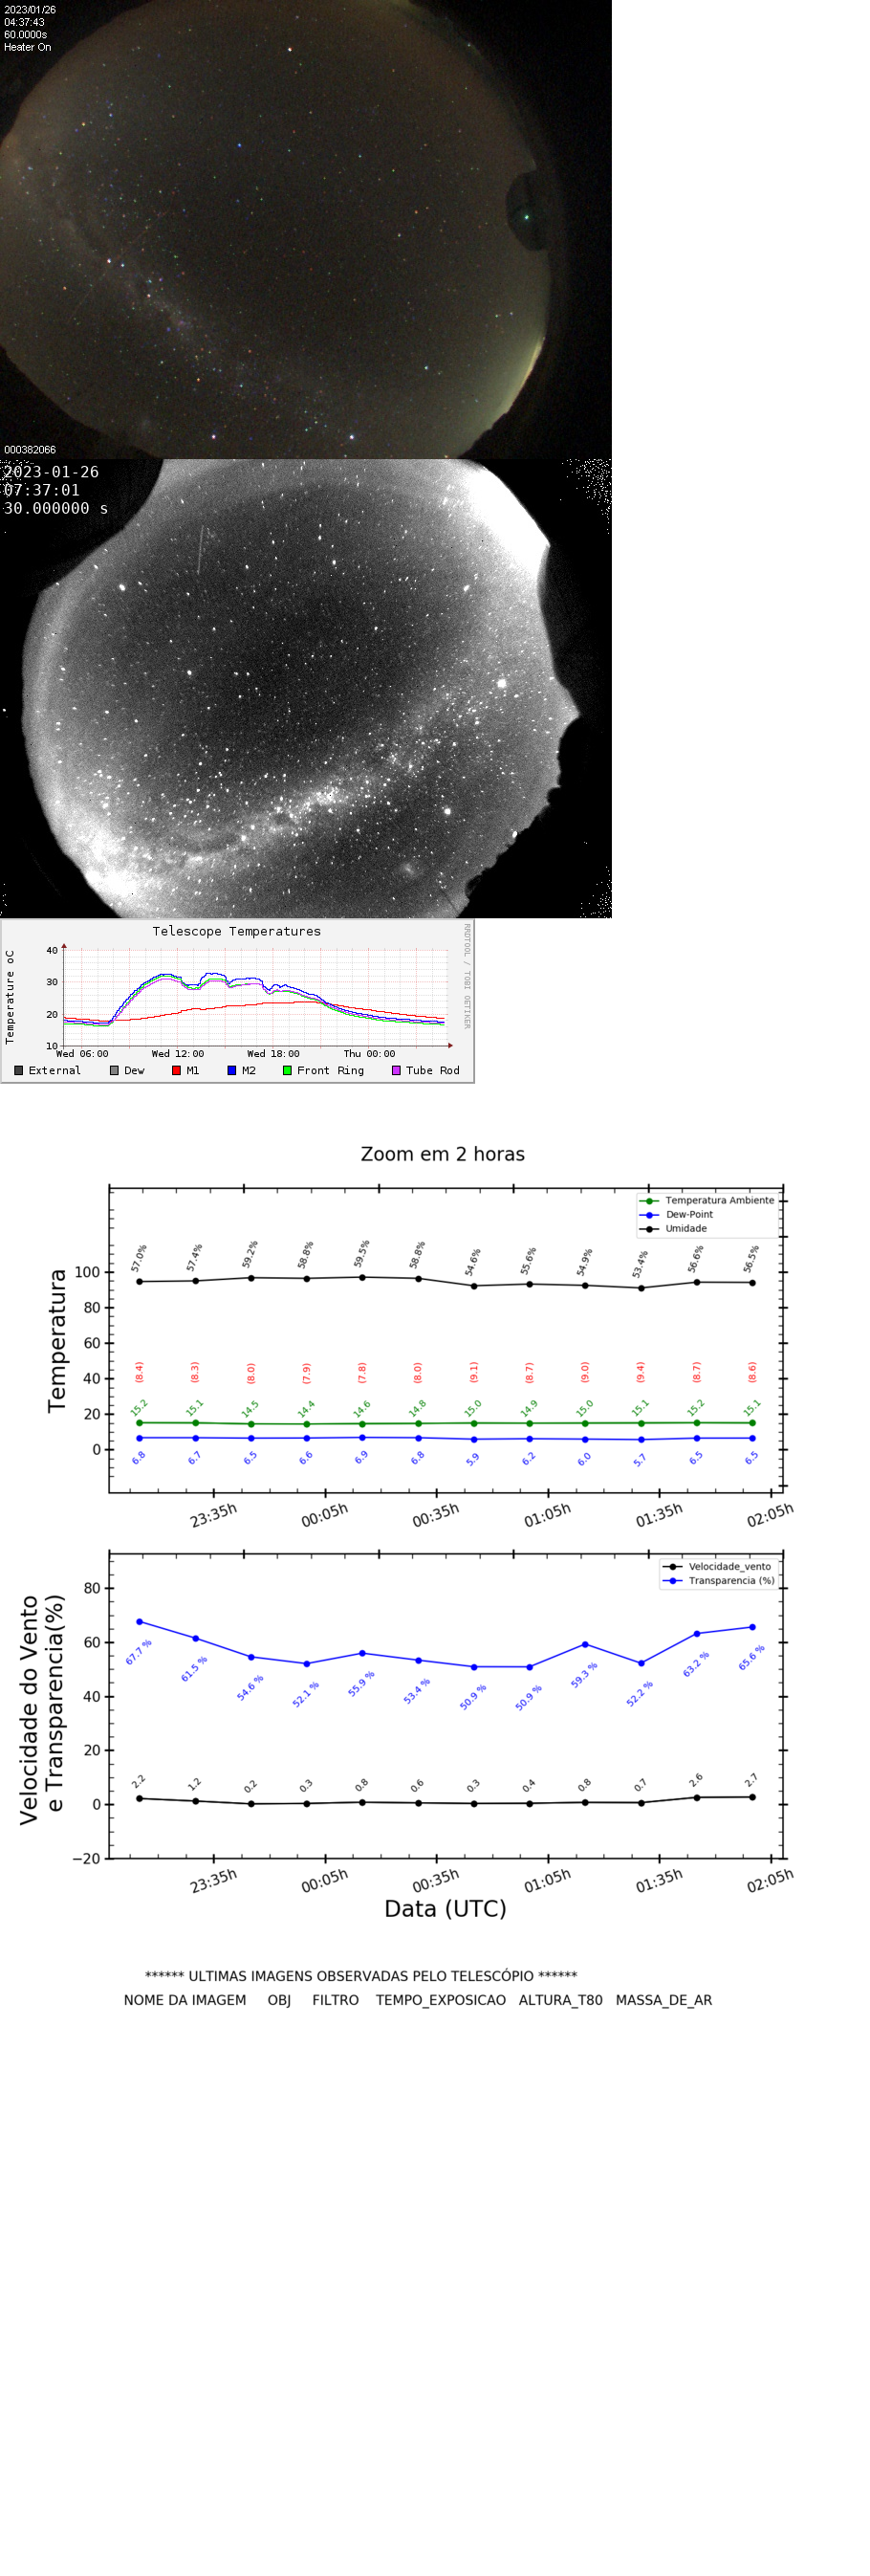 2023/01/26
04:37:43
60.0000s
Heater On
000382066
2023-01-26
07:37:01
30.000000 s
Telescope Temperatures
RRDTOOL / TOBI OETIKER
Temperature oC
40
30
20
10
Wed 06:00 Wed 12:00 Wed 18:00 Thu 00:00
External Dew M1 M2 Front Ring Tube Rod
Zoom em 2 horas
Temperatura Ambiente
Dew-Point
Umidade
Temperatura
100
80
60
40
20
0
57.0% 57.4% 59.2% 58.8% 59.5% 58.8% 54.6% 55.6% 54.9% 53.4% 56.6% 56.5%
(8.4) (8.3) (8.0) (7.9) (7.8) (8.0) (9.1) (8.7) (9.0) (9.4) (8.7) (8.6)
15.2 15.1 14.5 14.4 14.6 14.8 15.0 14.9 15.0 15.1 15.2 15.1
6.8 6.7 6.5 6.6 6.9 6.8 5.9 6.2 6.0 5.7 6.5 6.5
23:35h 00:05h 00:35h 01:05h 01:35h 02:05h
Velocidade_vento
Transparencia (%)
Velocidade do Vento
e Transparencia(%)
80
60
40
20
0
−20
67.7 % 61.5 % 54.6 % 52.1 % 55.9 % 53.4 % 50.9 % 50.9 % 59.3 % 52.2 % 63.2 % 65.6 %
2.2 1.2 0.2 0.3 0.8 0.6 0.3 0.4 0.8 0.7 2.6 2.7
23:35h 00:05h 00:35h 01:05h 01:35h 02:05h
Data (UTC)
****** ULTIMAS IMAGENS OBSERVADAS PELO TELESCÓPIO ******
NOME DA IMAGEM OBJ FILTRO TEMPO_EXPOSICAO ALTURA_T80 MASSA_DE_AR